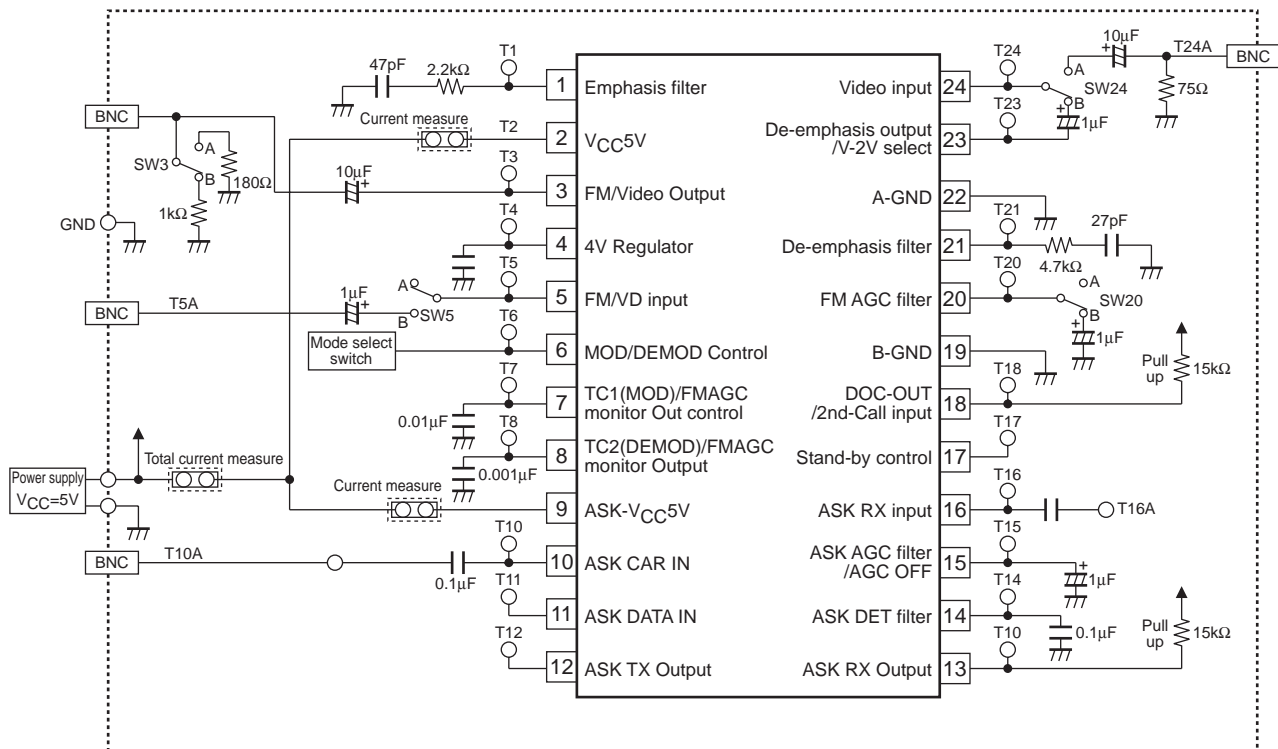 10μF
T24
T24A
BNC
T1
47pF
2.2kΩ
1
Emphasis filter
Video input
24
A
SW24
B
75Ω
BNC
Current measure
T2
T23
1μF
2
VCC5V
De-emphasis output
/V-2V select
23
SW3
A
B
180Ω
1kΩ
10μF
T3
3
FM/Video Output
A-GND
22
GND
T4
T21
27pF
4
4V Regulator
De-emphasis filter
21
4.7kΩ
T5
T20
A
1μF
A
B
SW5
5
FM/VD input
FM AGC filter
20
SW20
B
BNC
T5A
T6
1μF
Mode select
switch
6
MOD/DEMOD Control
B-GND
19
Pull
up
15kΩ
T7
T18
7
TC1(MOD)/FMAGC
monitor Out control
DOC-OUT
/2nd-Call input
18
0.01μF
T8
T17
8
TC2(DEMOD)/FMAGC
monitor Output
Stand-by control
17
0.001μF
Power supply
VCC=5V
Total current measure
Current measure
T16
9
ASK-VCC5V
ASK RX input
16
T16A
BNC
T10A
T10
T15
0.1μF
10
ASK CAR IN
ASK AGC filter
/AGC OFF
15
1μF
T11
T14
11
ASK DATA IN
ASK DET filter
14
0.1μF
Pull
up
15kΩ
T12
T10
12
ASK TX Output
ASK RX Output
13